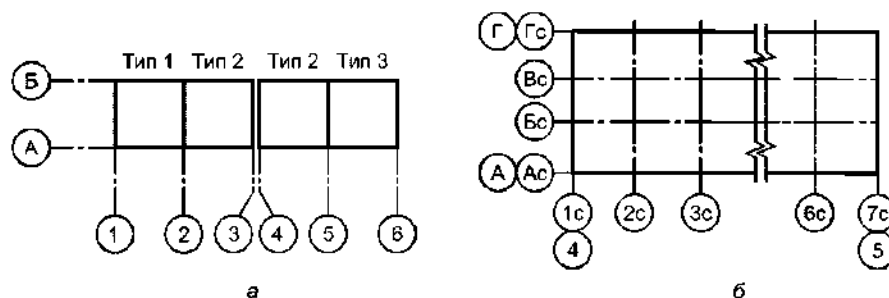 Тип 1 Тип 2 Тип 2 Тип 3
Б
А
1 2 3 4 5 6
а
Г Гс
Вс
Бс
А Ас
1с 2с 3с 6с 7с
4 5
б